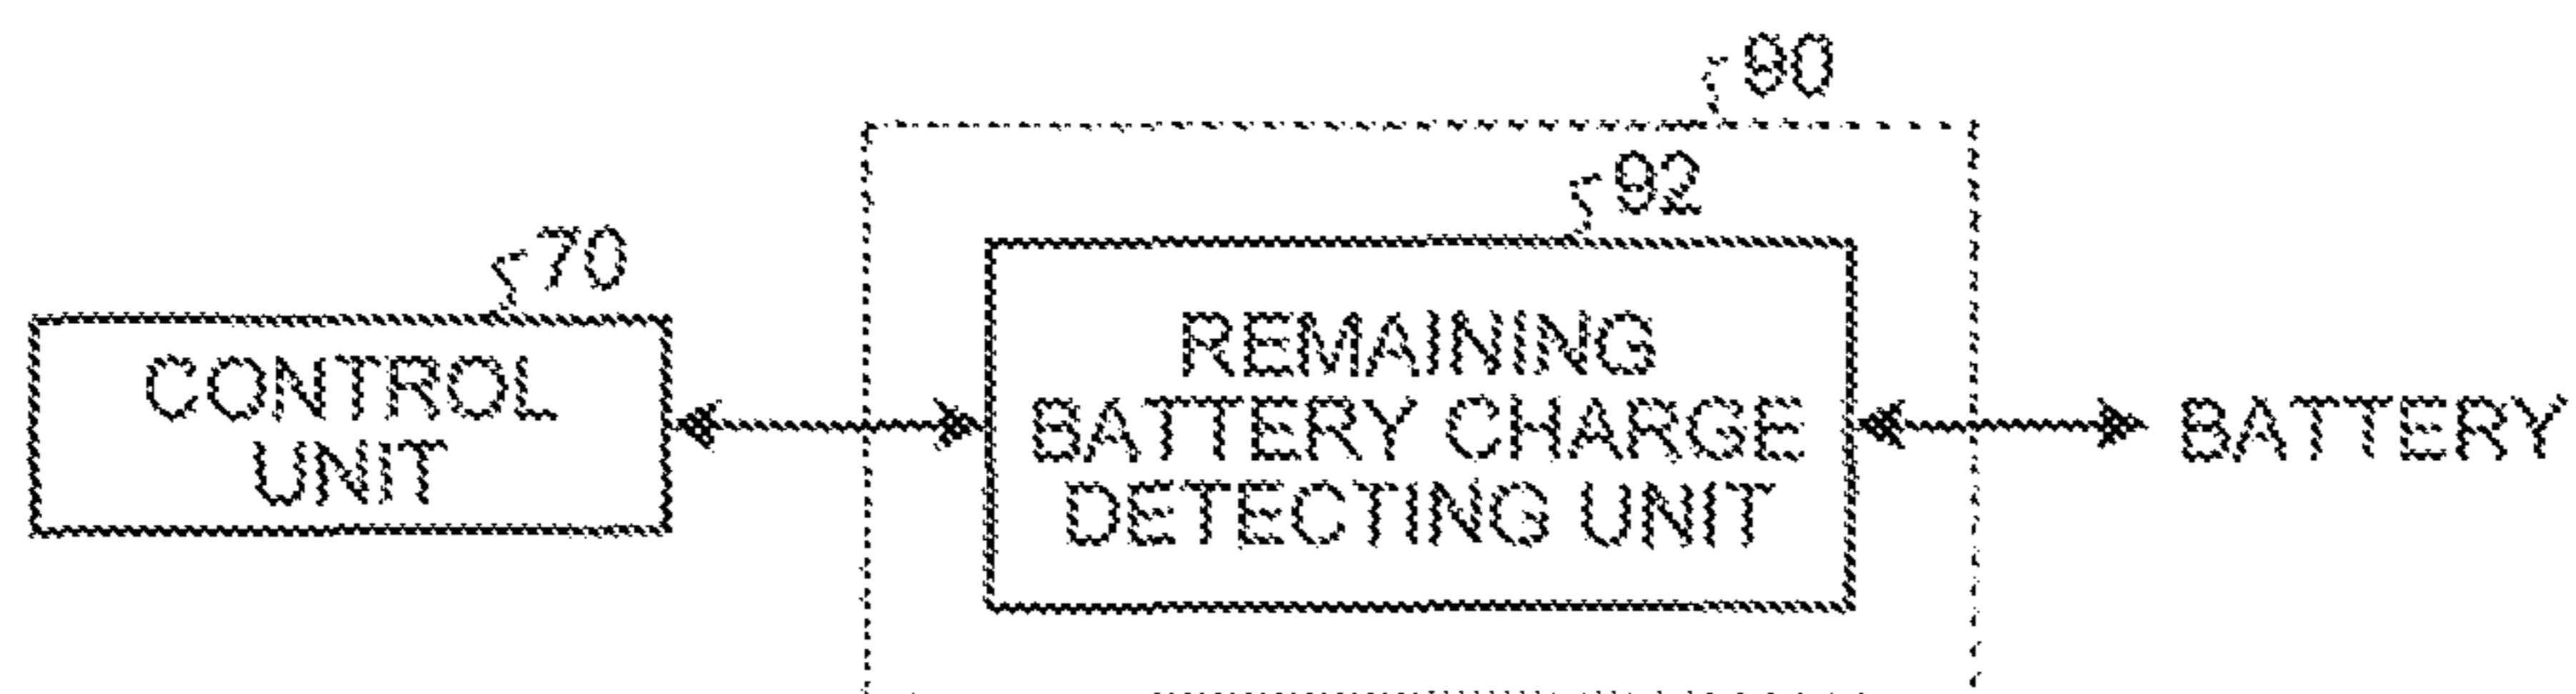 90
92
70
CONTROL
UNIT
REMAINING
BATTERY CHARGE
DETECTING UNIT
BATTERY